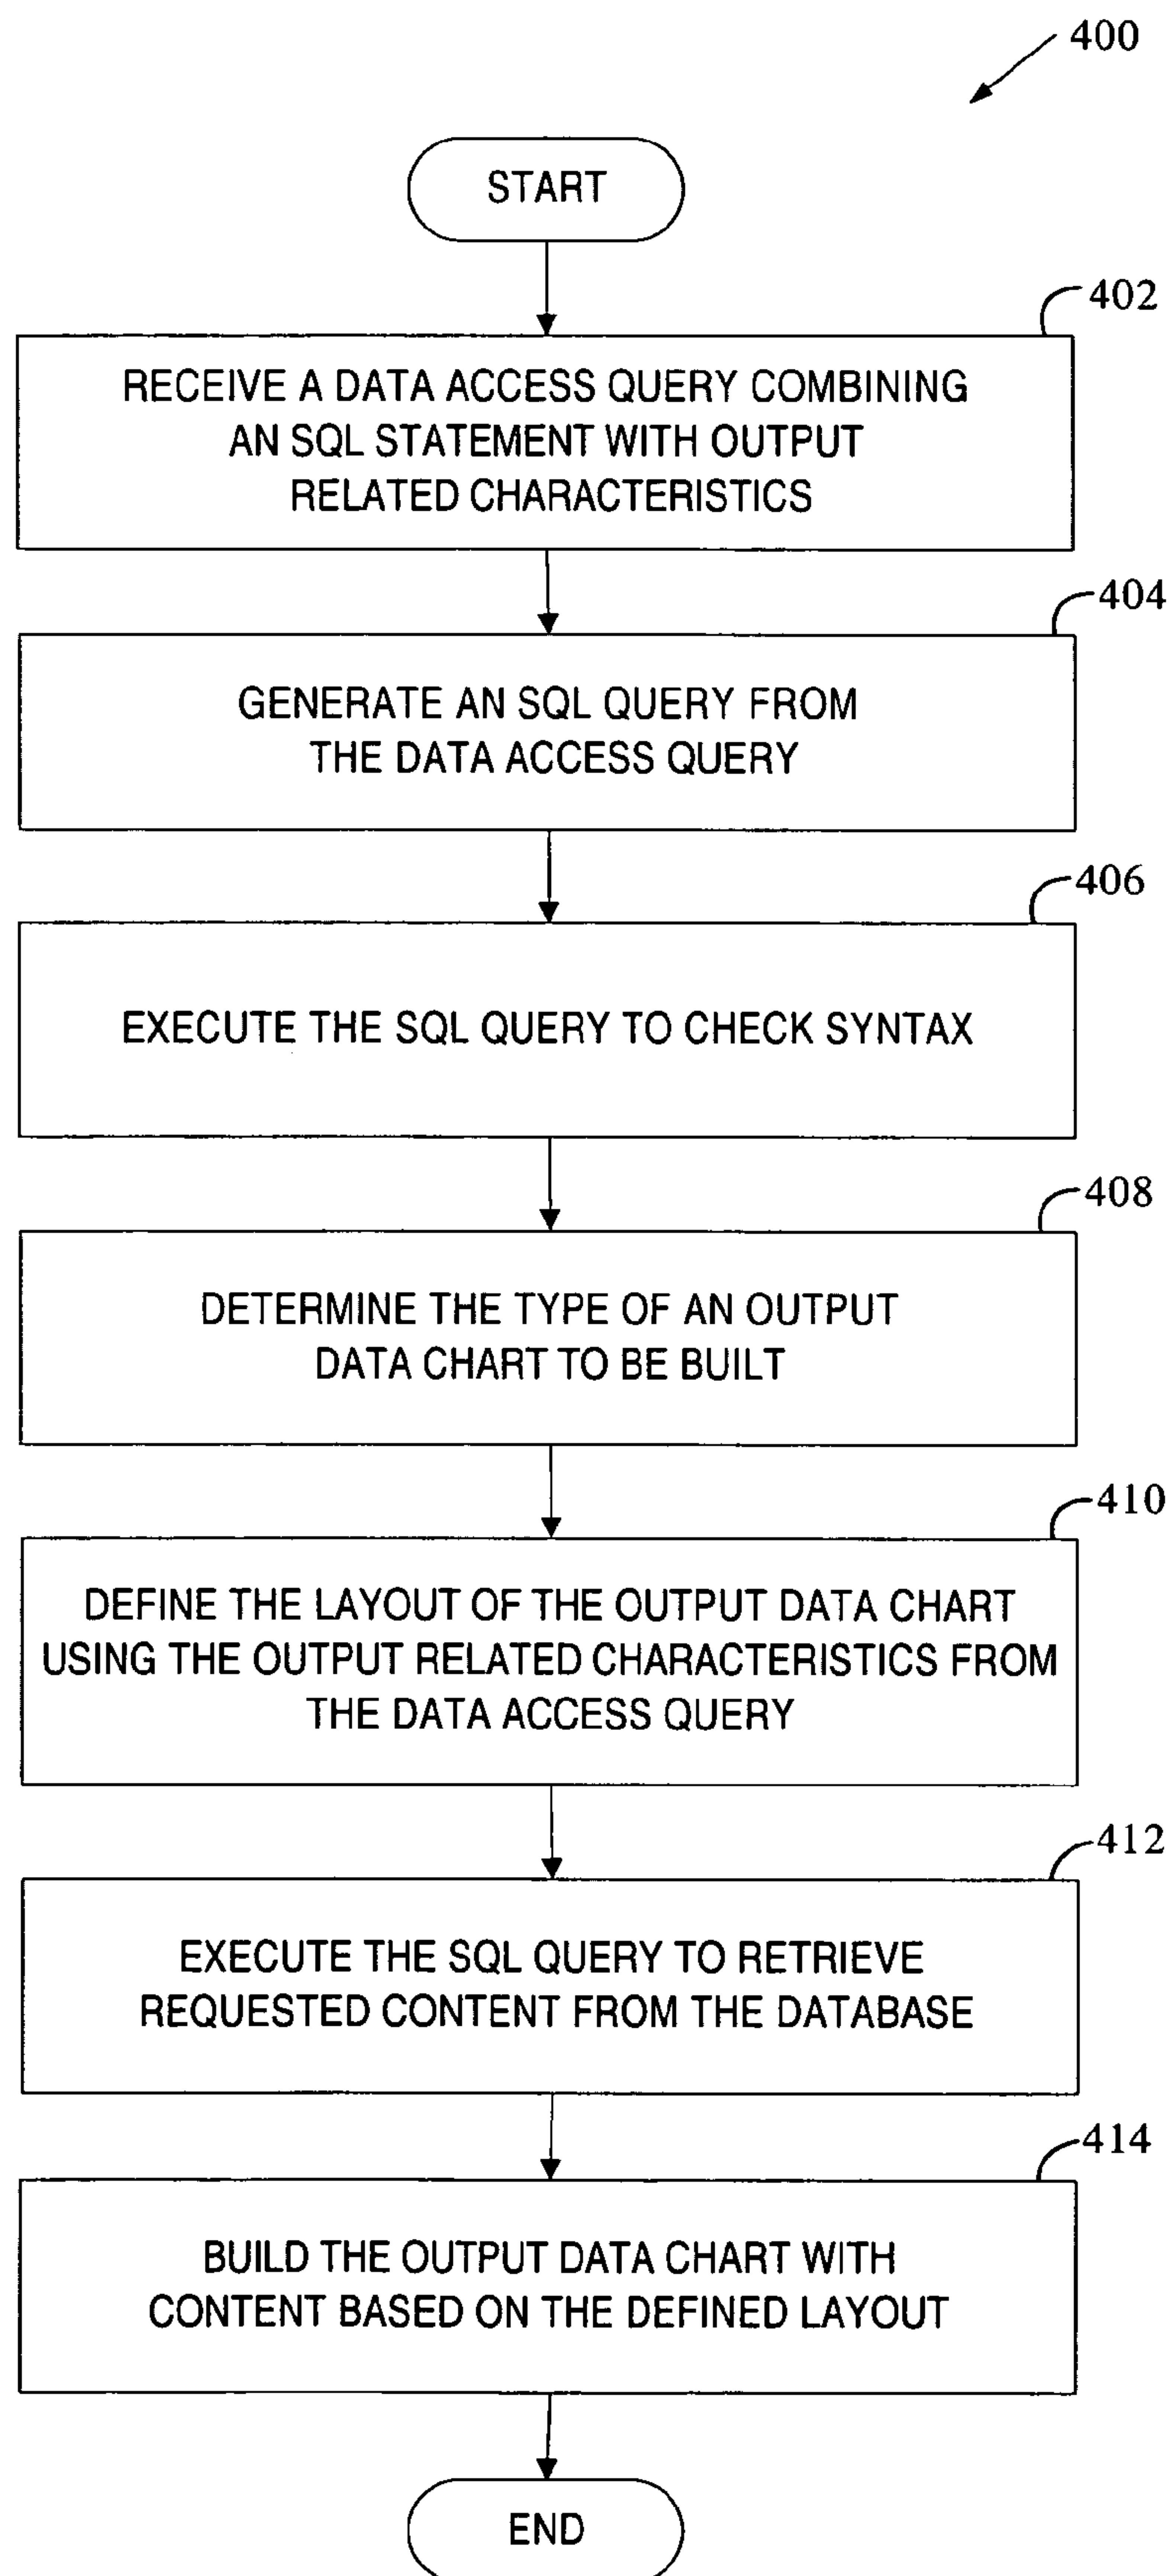 400
START
402
RECEIVE A DATA ACCESS QUERY COMBINING
AN SQL STATEMENT WITH OUTPUT
RELATED CHARACTERISTICS
404
GENERATE AN SQL QUERY FROM
THE DATA ACCESS QUERY
406
EXECUTE THE SQL QUERY TO CHECK SYNTAX
408
DETERMINE THE TYPE OF AN OUTPUT
DATA CHART TO BE BUILT
410
DEFINE THE LAYOUT OF THE OUTPUT DATA CHART
USING THE OUTPUT RELATED CHARACTERISTICS FROM
THE DATA ACCESS QUERY
412
EXECUTE THE SQL QUERY TO RETRIEVE
REQUESTED CONTENT FROM THE DATABASE
414
BUILD THE OUTPUT DATA CHART WITH
CONTENT BASED ON THE DEFINED LAYOUT
END